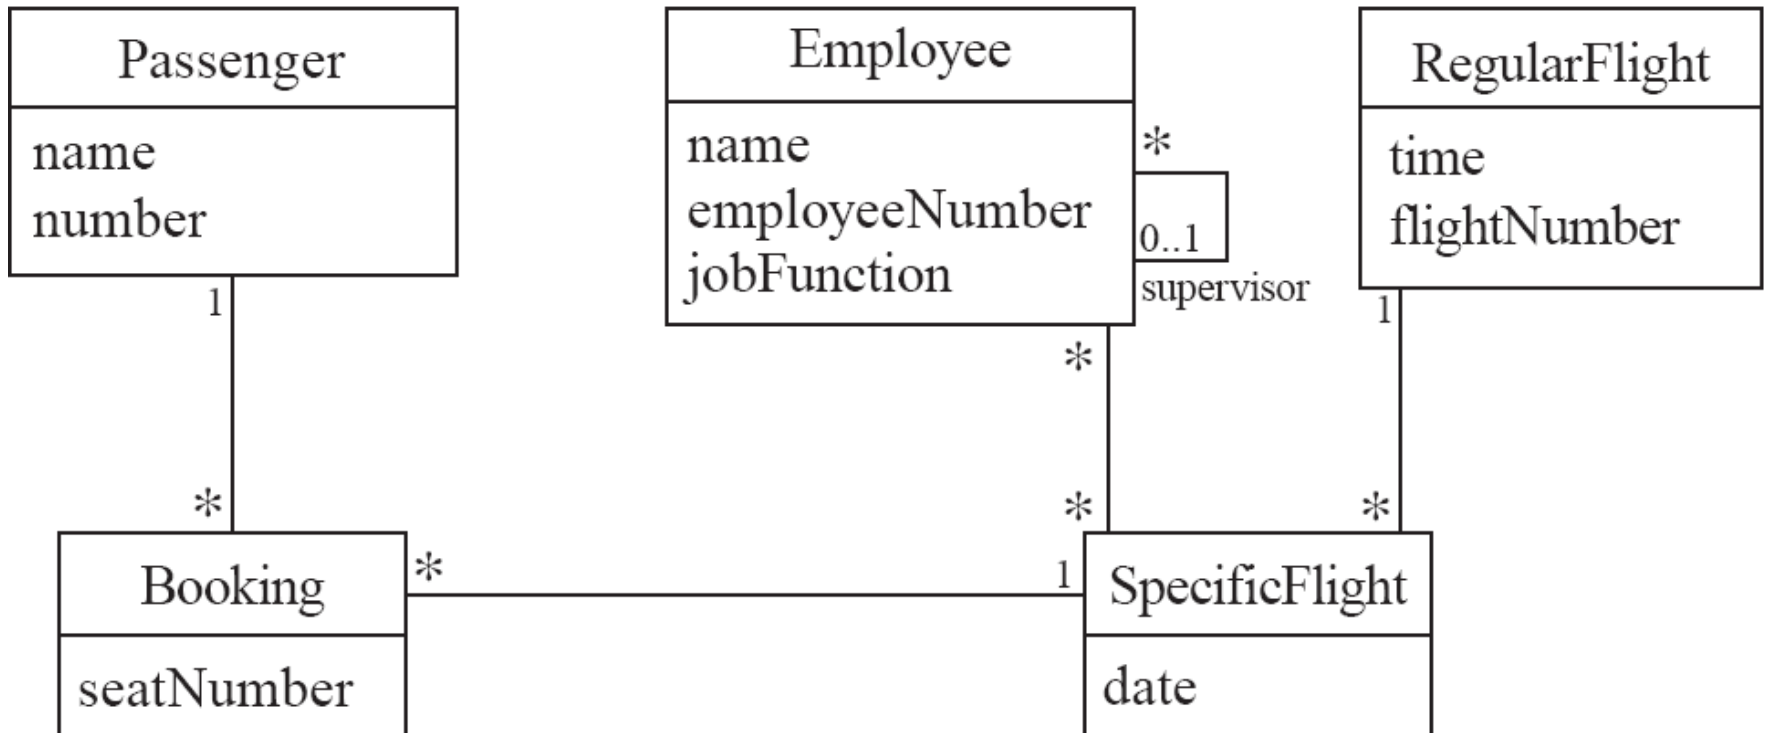 Passenger
name
number
1
*
Employee
name
employeeNumber
jobFunction
*
0..1
supervisor
*
*
RegularFlight
time
flightNumber
1
*
Booking
seatNumber
*
1
SpecificFlight
date